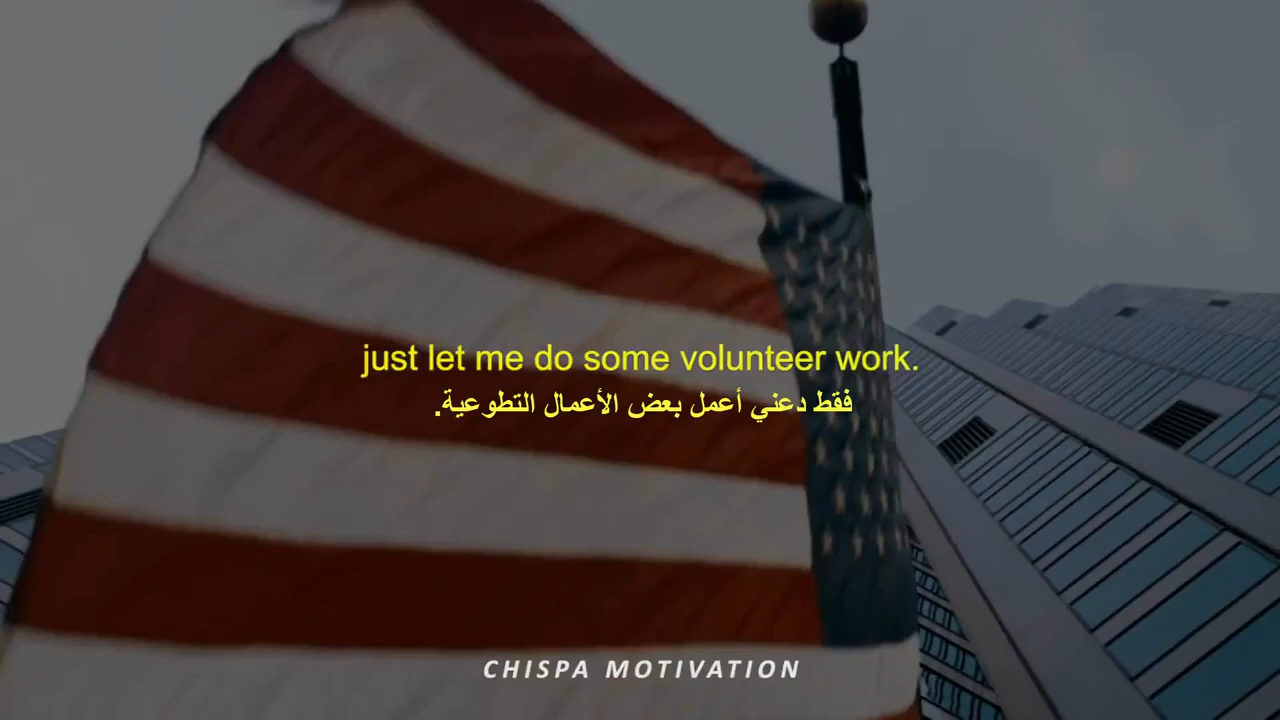 just let me do some volunteer work.
فقط دعني أعمل بعض الأعمال التطوعية.
CHISPA MOTIVATION